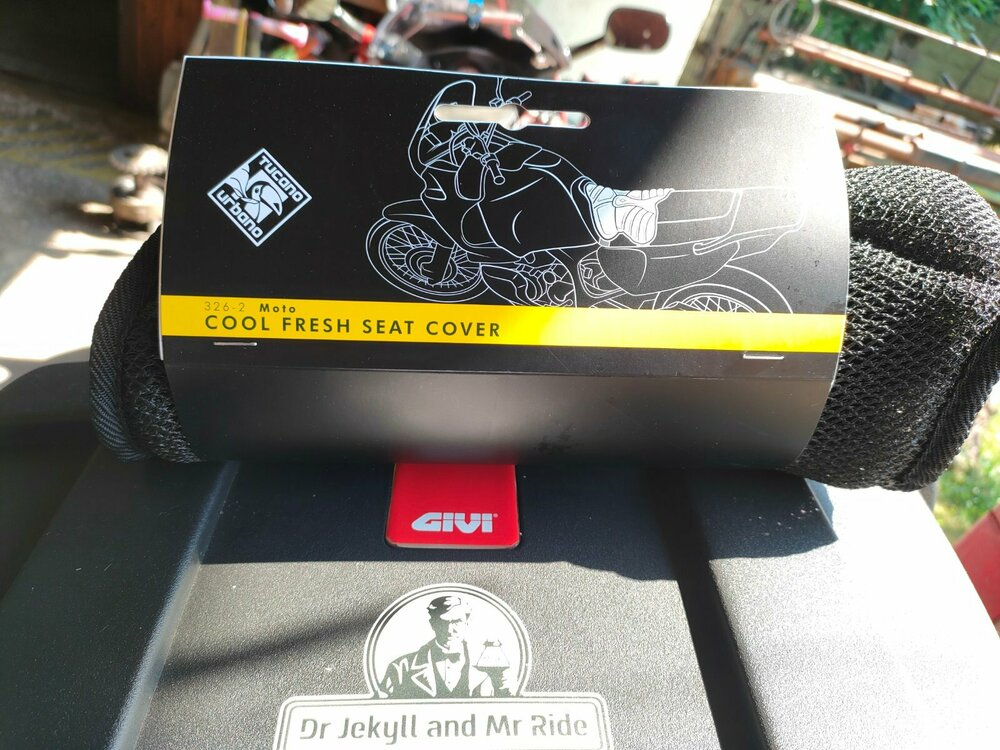 TUCANO
urbano
326-2 Moto
COOL FRESH SEAT COVER
GIVI
Dr Jekyll and Mr Ride